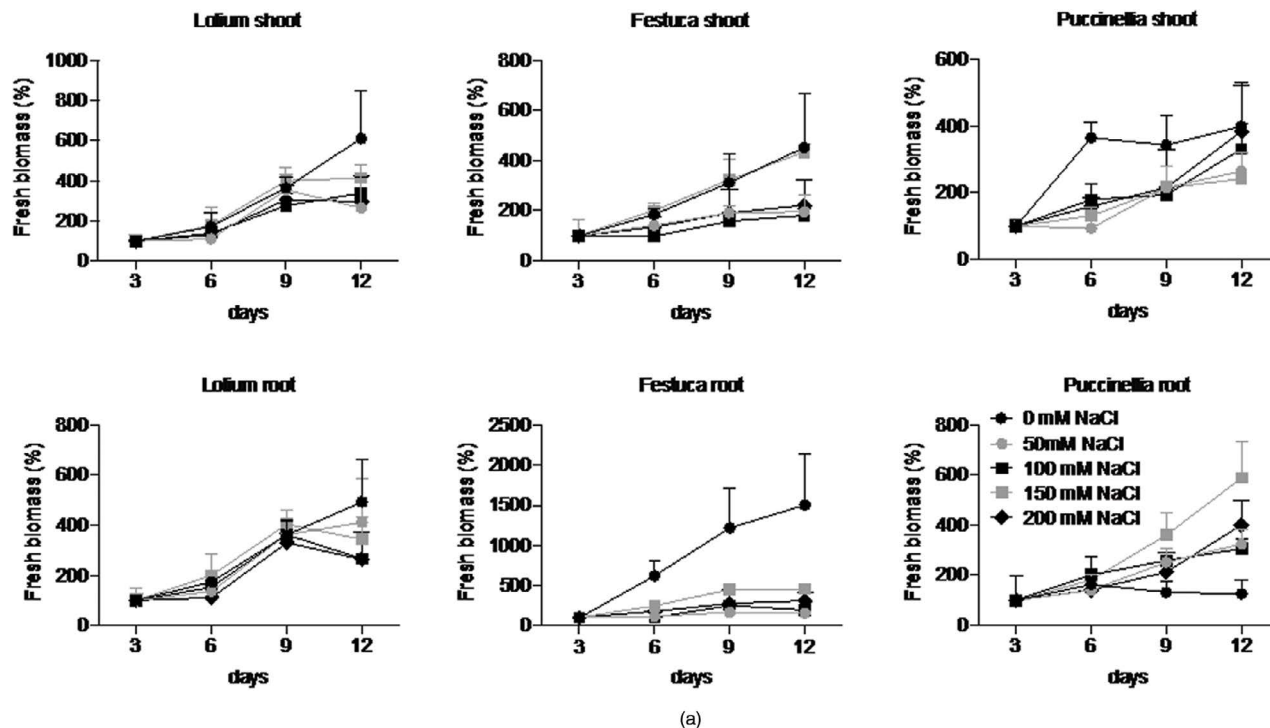 Lolium shoot
Fresh biomass (%)
1000
800
600
400
200
0
3 6 9 12
days
Festuca shoot
Fresh biomass (%)
800
600
400
200
0
3 6 9 12
days
Puccinellia shoot
Fresh biomass (%)
600
400
200
0
3 6 9 12
days
Lolium root
Fresh biomass (%)
800
600
400
200
0
3 6 9 12
days
Festuca root
Fresh biomass (%)
2500
2000
1500
1000
500
0
3 6 9 12
days
Puccinellia root
Fresh biomass (%)
800
600
400
200
0
0 mM NaCl
50mM NaCl
100 mM NaCl
150 mM NaCl
200 mM NaCl
3 6 9 12
days
(a)